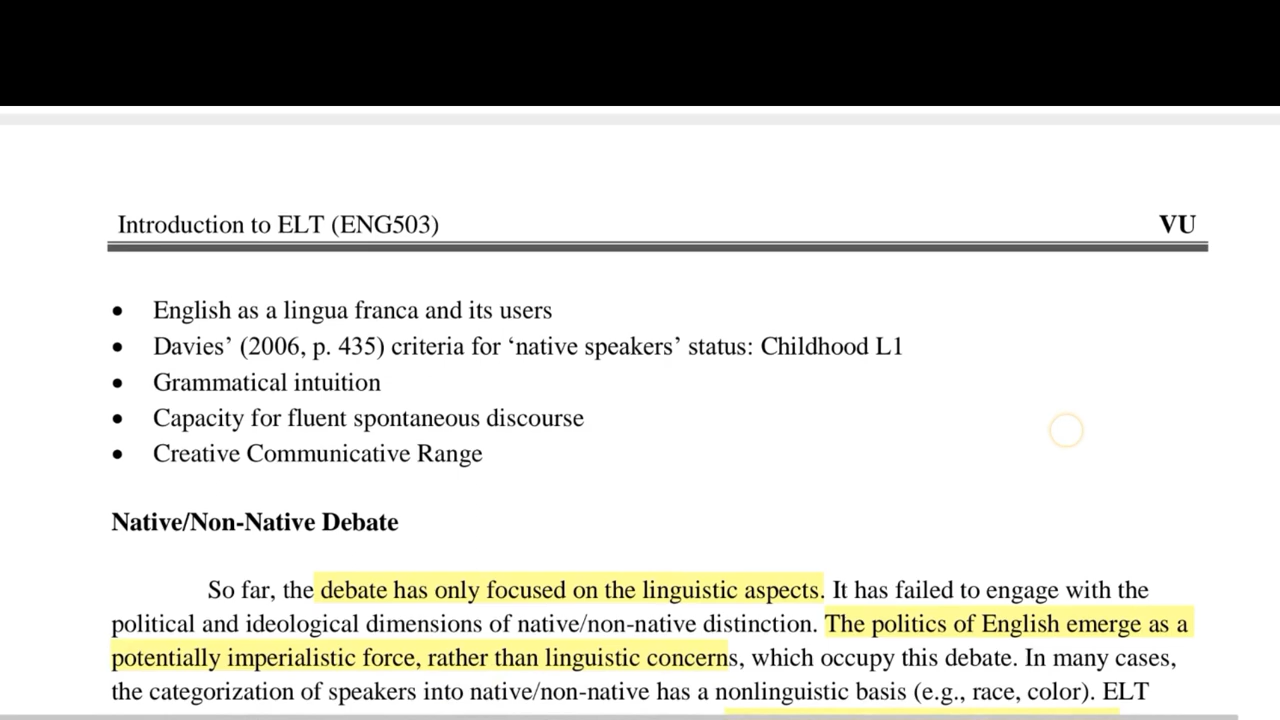 Introduction to ELT (ENG503) VU
• English as a lingua franca and its users
• Davies’ (2006, p. 435) criteria for ‘native speakers’ status: Childhood L1
• Grammatical intuition
• Capacity for fluent spontaneous discourse
• Creative Communicative Range
Native/Non-Native Debate
So far, the debate has only focused on the linguistic aspects. It has failed to engage with the
political and ideological dimensions of native/non-native distinction. The politics of English emerge as a
potentially imperialistic force, rather than linguistic concerns, which occupy this debate. In many cases,
the categorization of speakers into native/non-native has a nonlinguistic basis (e.g., race, color). ELT